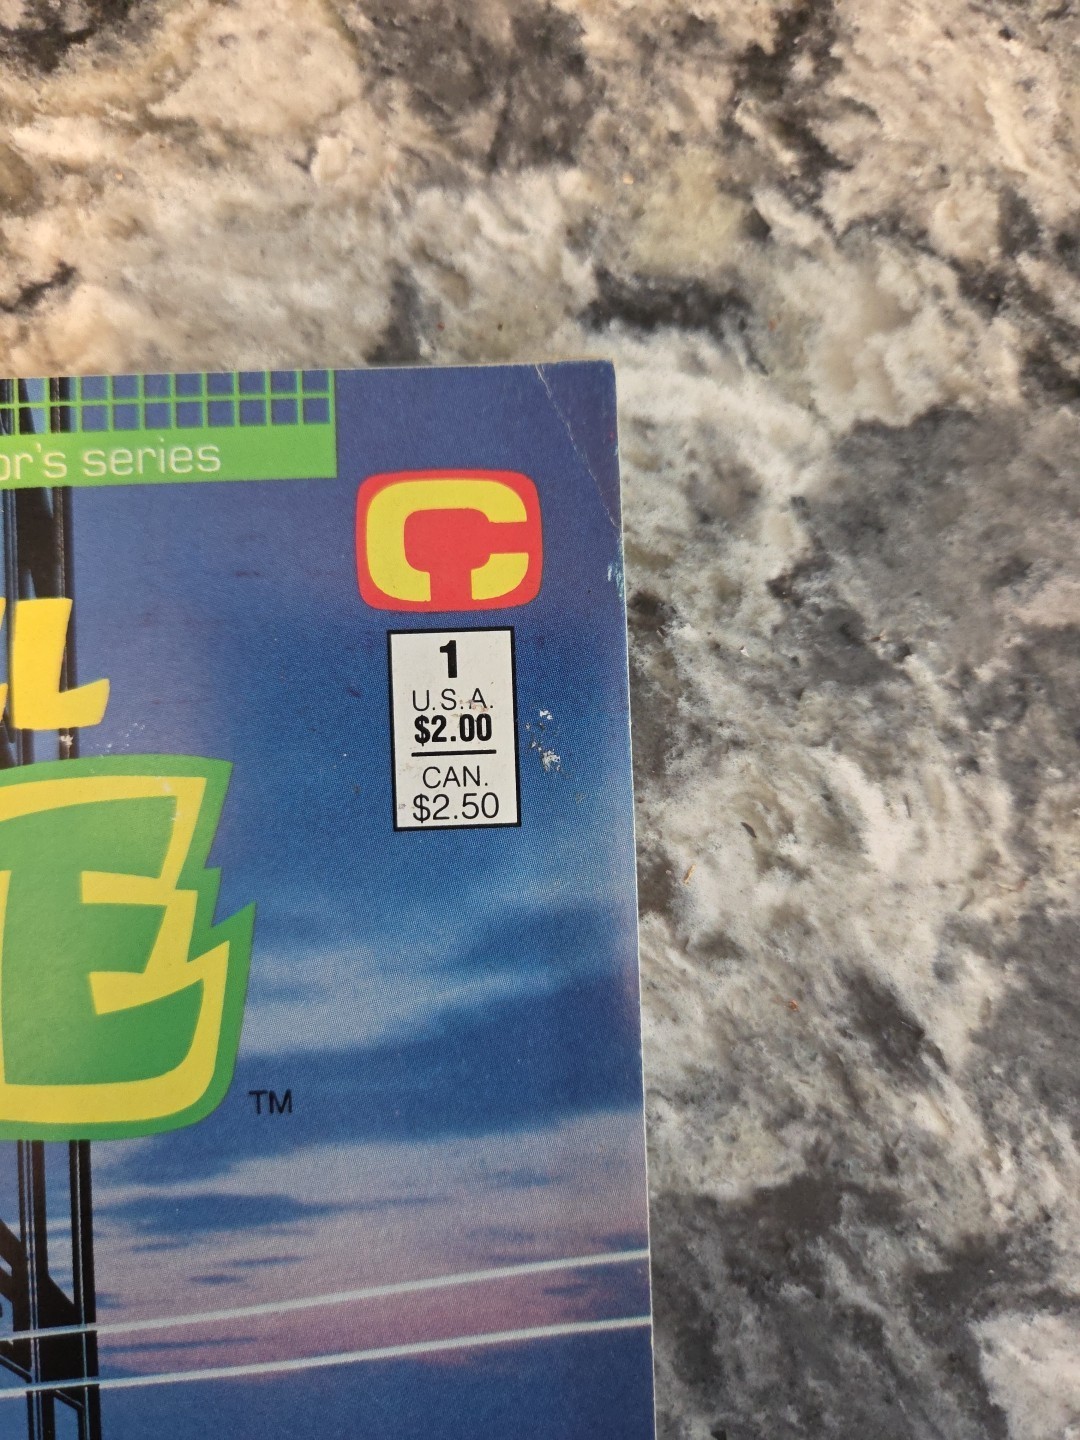 or's series
C
L
1
U.S.A.
$2.00
CAN.
$2.50
E
TM